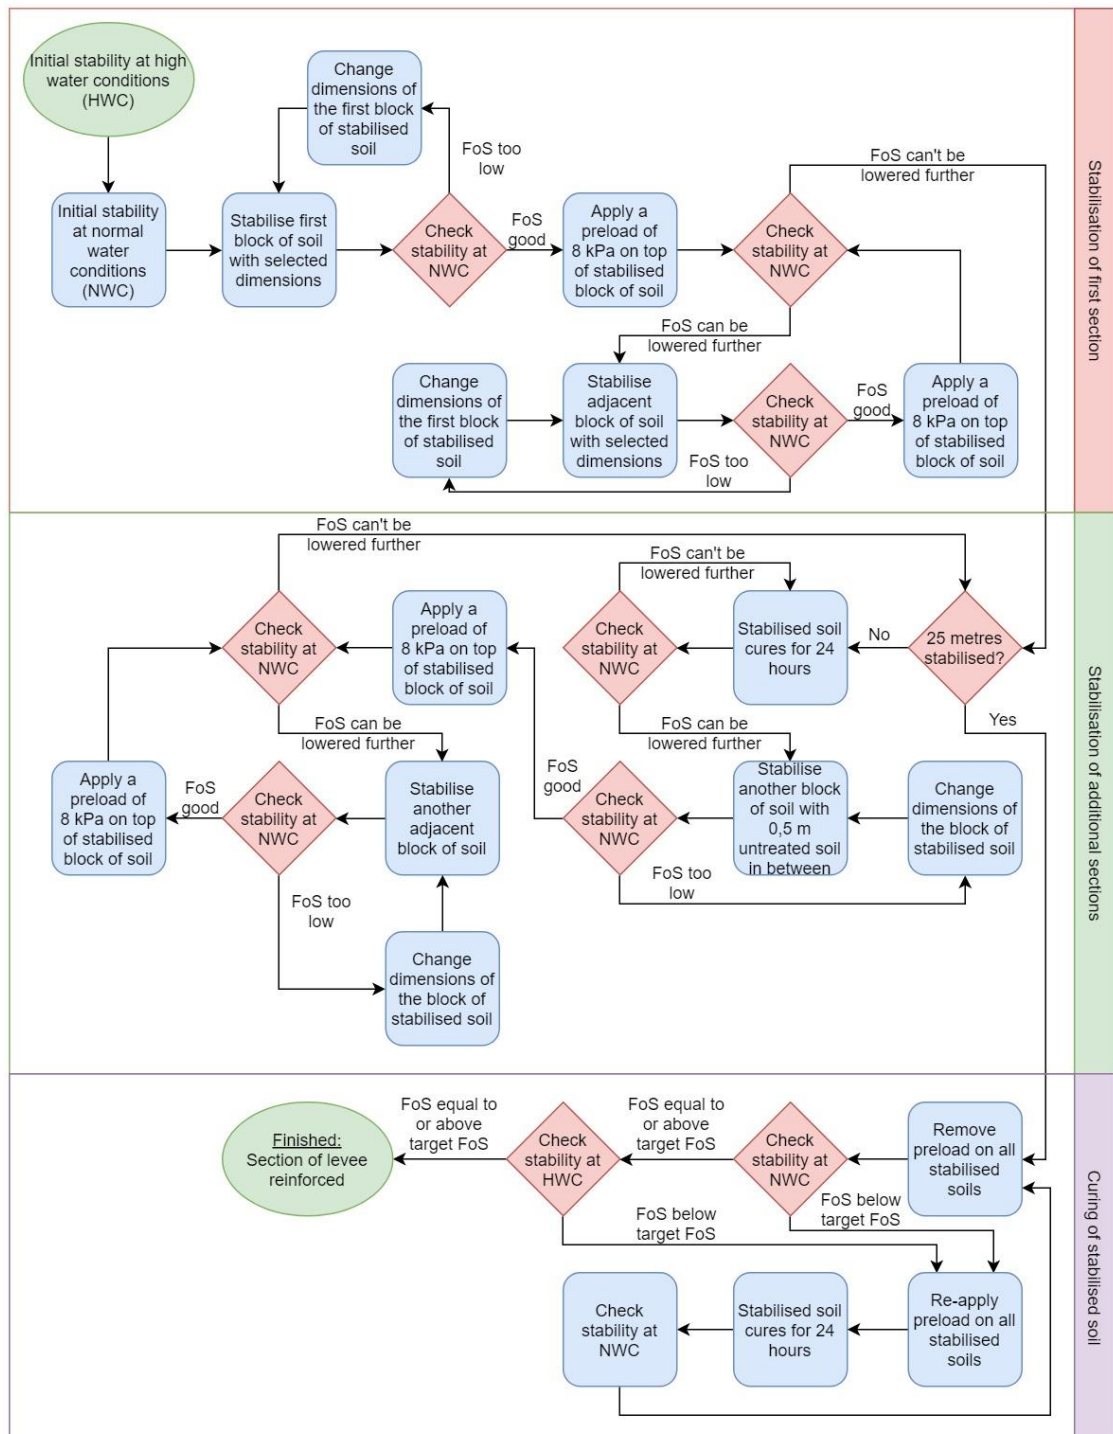 Initial stability at high
water conditions
(HWC)
Change
dimensions of
the first block
of stabilised
soil
FoS too
low
FoS can't be
lowered further
Initial stability
at normal
water
conditions
(NWC)
Stabilise first
block of soil
with selected
dimensions
Check
stability at
NWC
FoS
good
Apply a
preload of
8 kPa on top
of stabilised
block of soil
Check
stability at
NWC
FoS can be
lowered further
Change
dimensions of
the first block
of stabilised
soil
Stabilise
adjacent
block of soil
with selected
dimensions
Check
stability at
NWC
FoS
good
Apply a
preload of
8 kPa on top
of stabilised
block of soil
FoS too
low
Stabilisation of first section
FoS can't be
lowered further
FoS can't be
lowered further
Check
stability at
NWC
Apply a
preload of
8 kPa on top
of stabilised
block of soil
Check
stability at
NWC
Stabilised soil
cures for 24
hours
No
25 metres
stabilised?
Yes
FoS can be
lowered further
FoS can be
lowered further
Apply a
preload of
8 kPa on top
of stabilised
block of soil
FoS
good
Check
stability at
NWC
Stabilise
another
adjacent
block of soil
FoS
good
Check
stability at
NWC
Stabilise
another block
of soil with
0,5 m
untreated soil
in between
Change
dimensions of
the block of
stabilised soil
FoS too
low
FoS too
low
Change
dimensions of
the block of
stabilised soil
Stabilisation of additional sections
Finished:
Section of levee
reinforced
FoS equal to
or above
target FoS
Check
stability at
HWC
FoS equal to
or above
target FoS
Check
stability at
NWC
Remove
preload on all
stabilised
soils
FoS below
target FoS
FoS below
target FoS
Check
stability at
NWC
Stabilised soil
cures for 24
hours
Re-apply
preload on all
stabilised
soils
Curing of stabilised soil